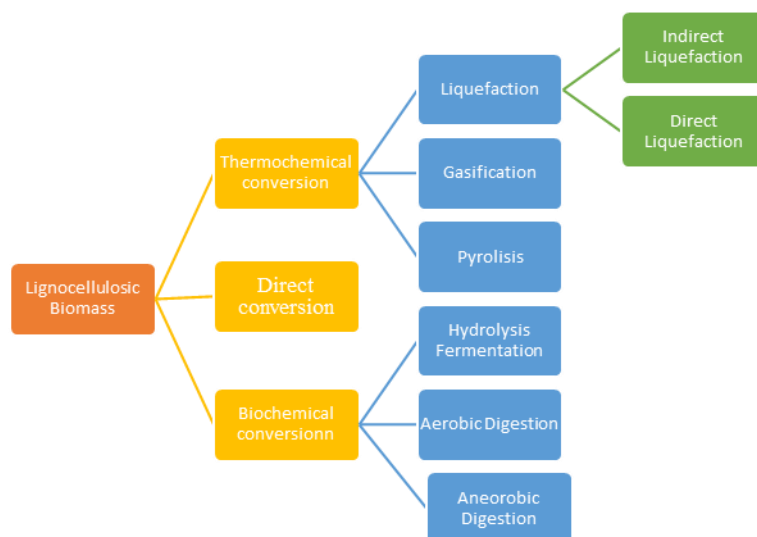 Lignocellulosic
Biomass
Thermochemical
conversion
Direct
conversion
Biochemical
conversionn
Liquefaction
Gasification
Pyrolisis
Hydrolysis
Fermentation
Aerobic Digestion
Aneorobic
Digestion
Indirect
Liquefaction
Direct
Liquefaction